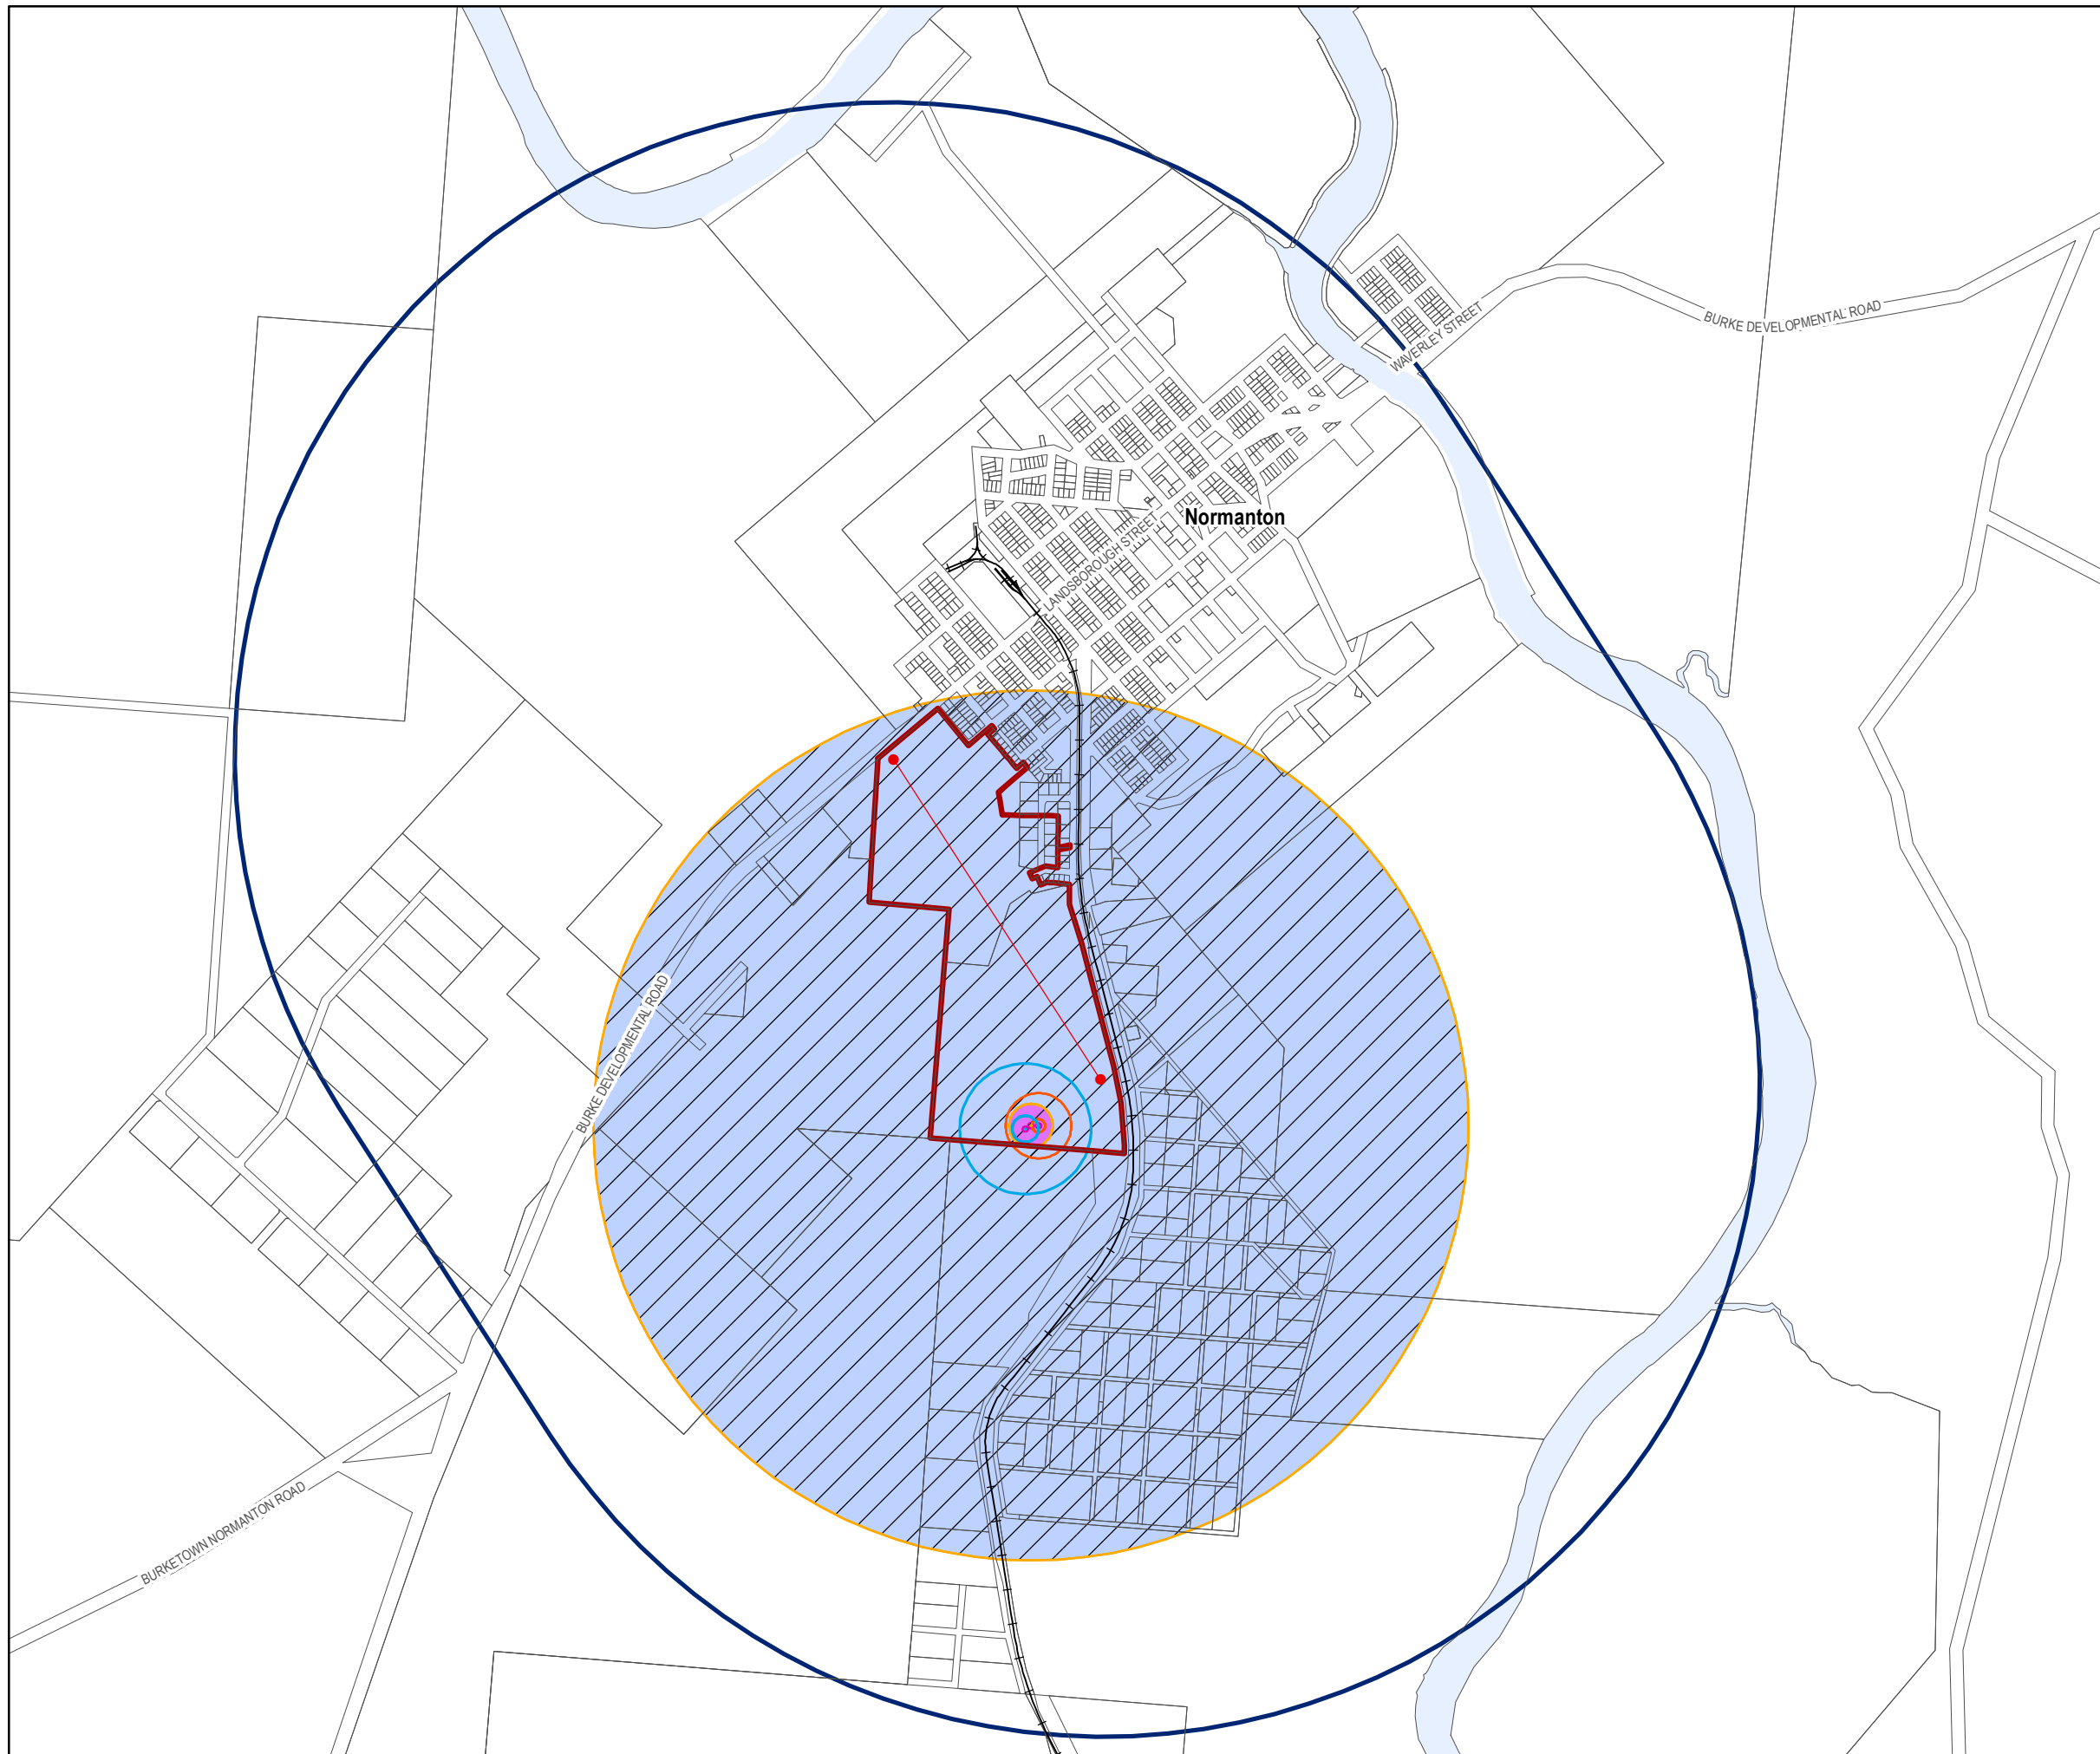 BURKE DEVELOPMENTAL ROAD
WAVERLEY STREET
Normanton
LANDSBOROUGH STREET
BURKE DEVELOPMENTAL ROAD
BURKETOWN NORMANTON ROAD